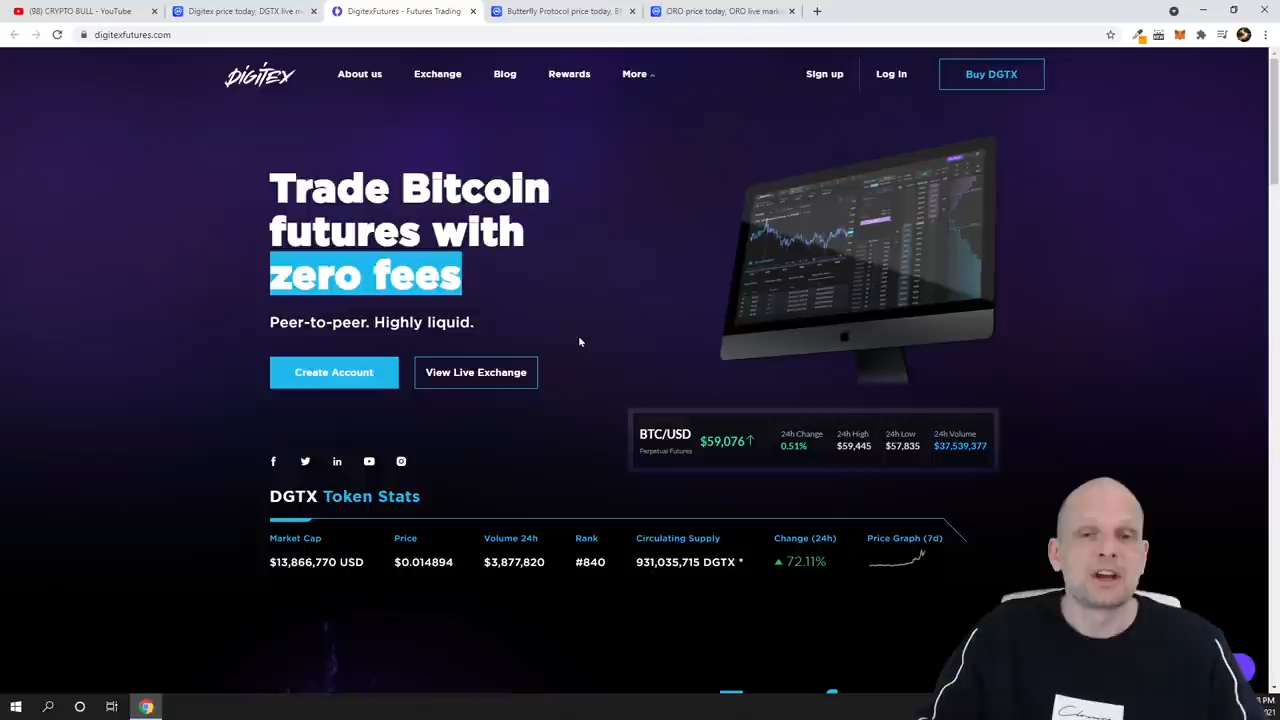 (98) CRYPTO BULL - YouTube
Digitex price today, DGTX live m
DigitexFutures - Futures Trading
Butterfly Protocol price today, B
ORO price today, ORO live marke
digitexfutures.com
DIGITEX
About us
Exchange
Blog
Rewards
More
Sign up
Log In
Buy DGTX
Trade Bitcoin
futures with
zero fees
Peer-to-peer. Highly liquid.
Create Account
View Live Exchange
BTC/USD
Perpetual Futures
$59,076
24h Change
0.51%
24h High
$59,445
24h Low
$57,835
24h Volume
$37,539,377
DGTX Token Stats
Market Cap
$13,866,770 USD
Price
$0.014894
Volume 24h
$3,877,820
Rank
#840
Circulating Supply
931,035,715 DGTX *
Change (24h)
72.11%
Price Graph (7d)